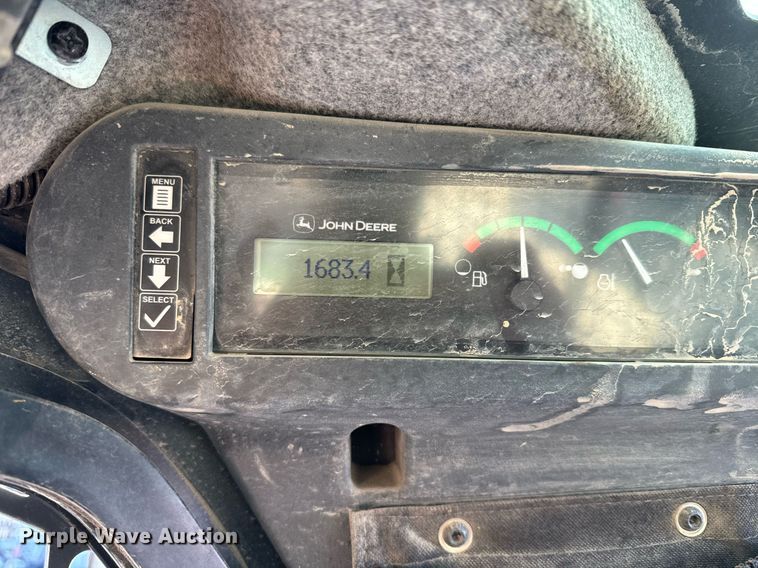 MENU
BACK
NEXT
SELECT
JOHN DEERE
1683.4
Purple Wave Auction